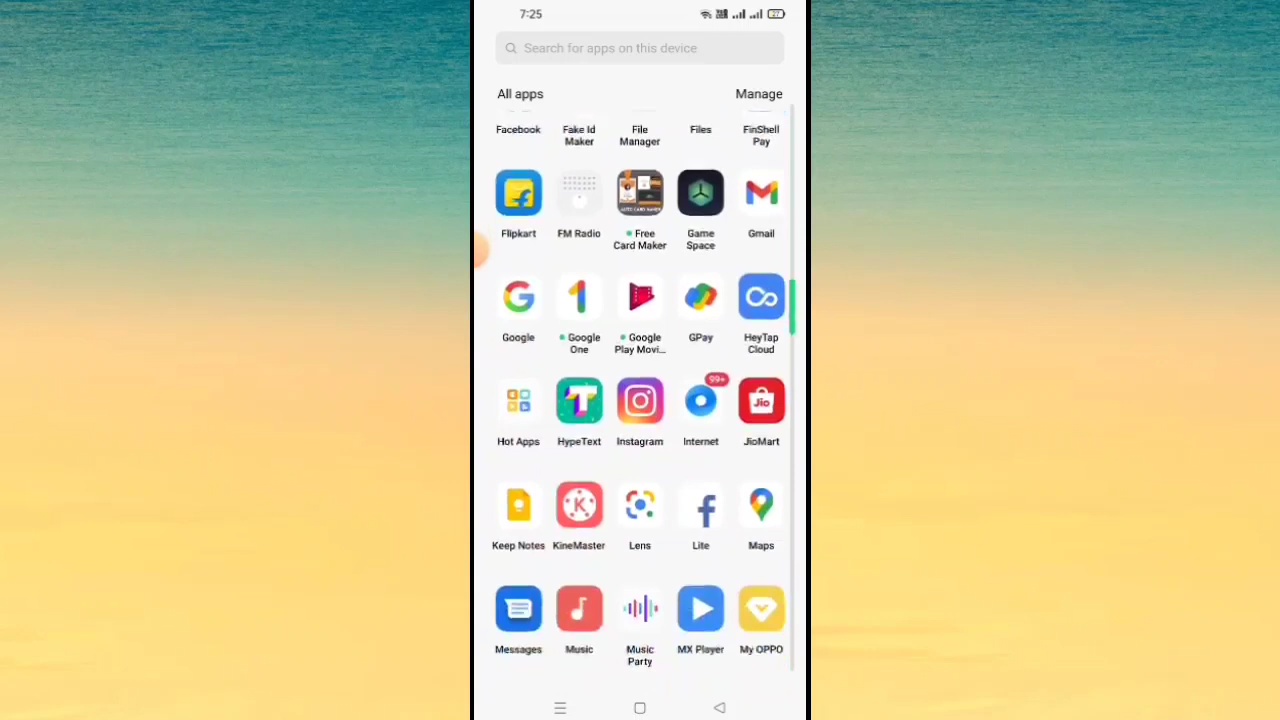 7:25
27
Search for apps on this device
All apps Manage
Facebook Fake Id Maker File Manager Files FinShell Pay
Flipkart FM Radio Free Card Maker Game Space Gmail
Google Google One Google Play Movi... GPay HeyTap Cloud
99+
Jio
Hot Apps HypeText Instagram Internet JioMart
Keep Notes KineMaster Lens Lite Maps
Messages Music Music Party MX Player My OPPO